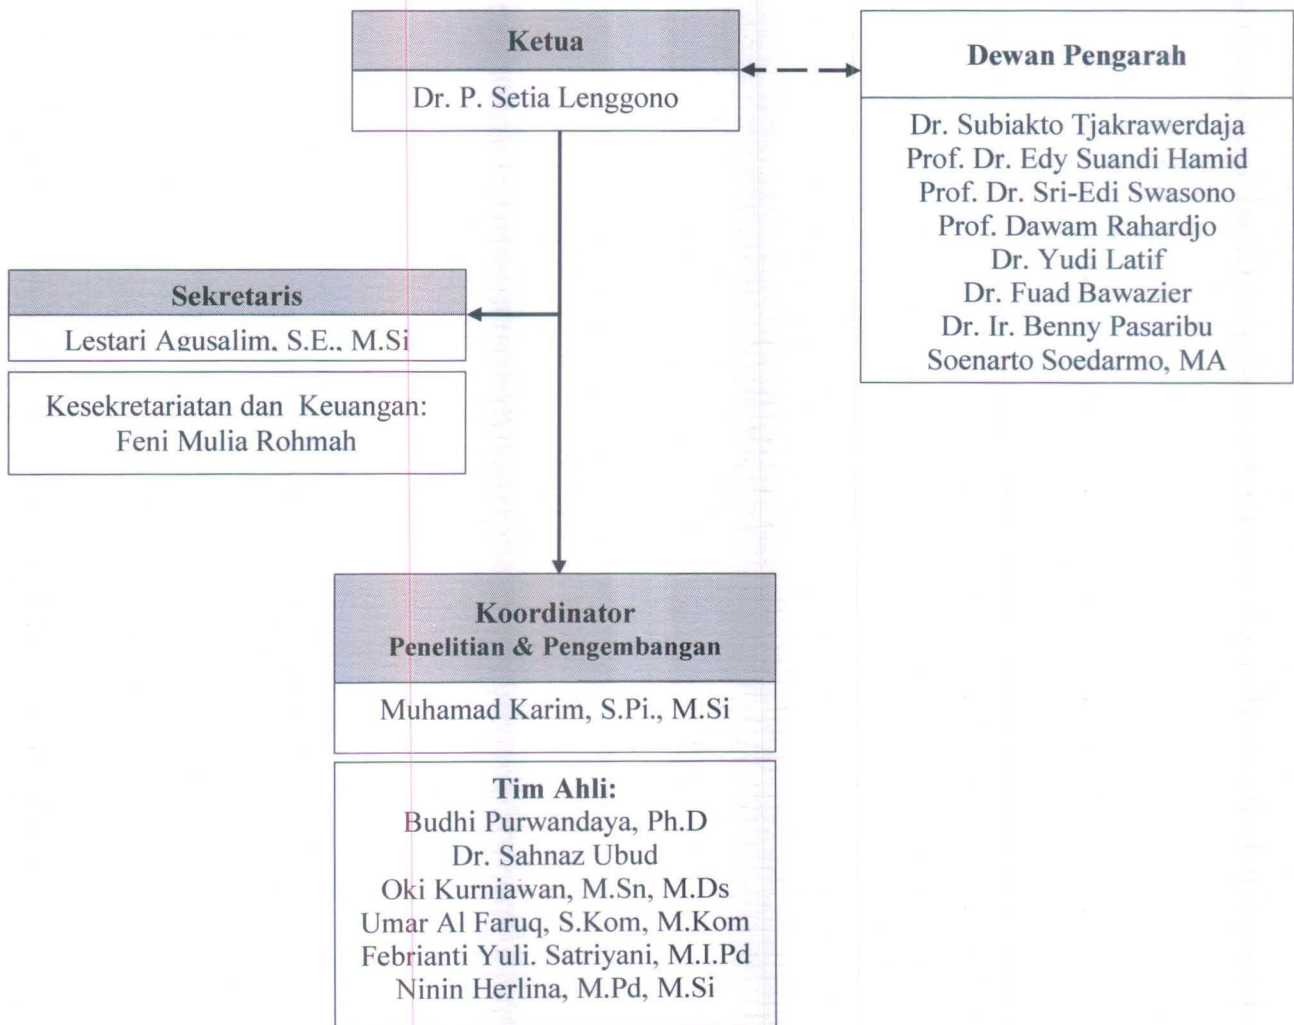 Ketua
Dr. P. Setia Lenggono
Dewan Pengarah
Dr. Subiakto Tjakrawerdaja
Prof. Dr. Edy Suandi Hamid
Prof. Dr. Sri-Edi Swasono
Prof. Dawam Rahardjo
Dr. Yudi Latif
Dr. Fuad Bawazier
Dr. Ir. Benny Pasaribu
Soenarto Soedarmo, MA
Sekretaris
Lestari Agusalim, S.E., M.Si
Kesekretariatan dan Keuangan:
Feni Mulia Rohmah
Koordinator
Penelitian & Pengembangan
Muhamad Karim, S.Pi., M.Si
Tim Ahli:
Budhi Purwandaya, Ph.D
Dr. Sahnaz Ubud
Oki Kurniawan, M.Sn, M.Ds
Umar Al Faruq, S.Kom, M.Kom
Febrianti Yuli. Satriyani, M.I.Pd
Ninin Herlina, M.Pd, M.Si